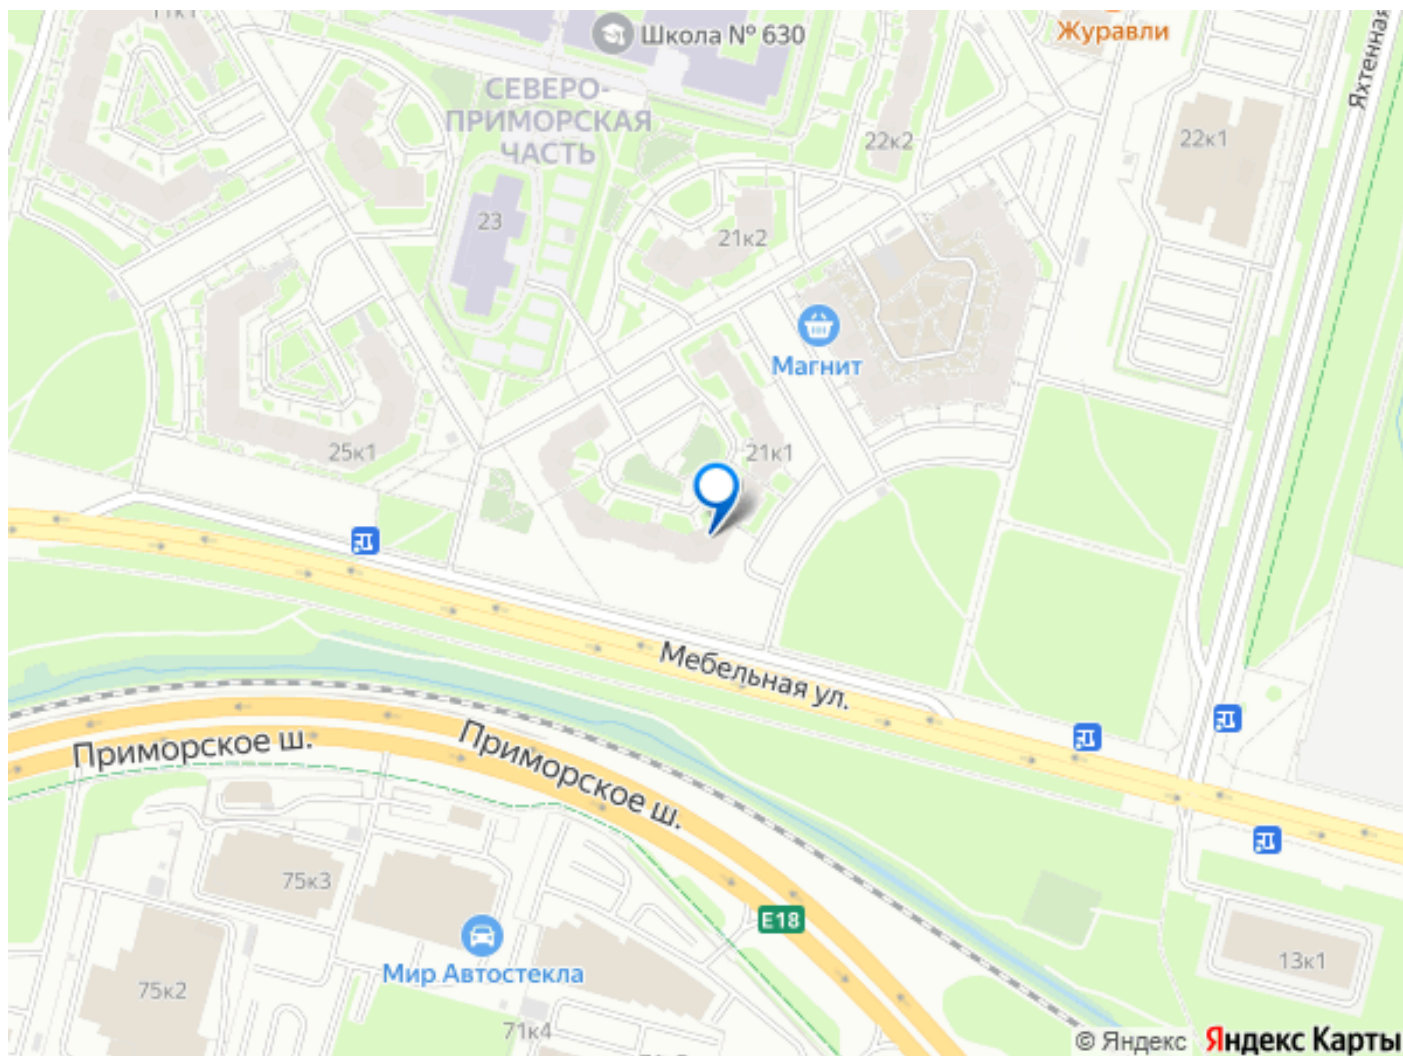 11к1
Школа № 630
Журавли
Яхтенная
СЕВЕРО-
ПРИМОРСКАЯ
ЧАСТЬ
22к2
22к1
23
21к2
Магнит
25к1
21к1
Мебельная ул.
Приморское ш.
Приморское ш.
75к3
E18
Мир Автостекла
75к2
13к1
71к4
© Яндекс Яндекс Карты